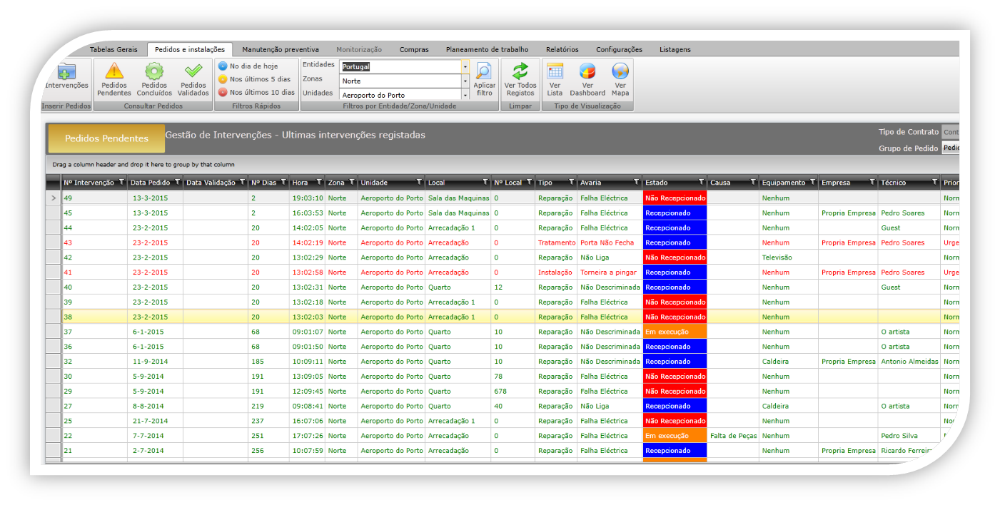 Tabelas Gerais Pedidos e instalações Manutenção preventiva Monitorização Compras Planeamento de trabalho Relatórios Configurações Listagens
Intervenções
Inserir Pedidos
Pedidos Pendentes
Pedidos Concluídos
Pedidos Validados
Consultar Pedidos
No dia de hoje
Nos últimos 5 dias
Nos últimos 10 dias
Filtros Rápidos
Entidades Portugal
Zonas Norte
Unidades Aeroporto do Porto
Aplicar filtro
Filtros por Entidade/Zona/Unidade
Ver Todos Registos
Limpar
Ver Lista
Ver Dashboard
Ver Mapa
Tipo de Visualização
Pedidos Pendentes
Gestão de Intervenções - Ultimas intervenções registadas
Tipo de Contrato Cont
Grupo de Pedido Pedic
Drag a column header and drop it here to group by that column
Nº Intervenção Data Pedido Data Validação Nº Dias Hora Zona Unidade Local Nº Local Tipo Avaria Estado Causa Equipamento Empresa Técnico Prior
49 13-3-2015 2 19:03:10 Norte Aeroporto do Porto Sala das Maquinas 0 Reparação Falha Eléctrica Não Recepcionado Nenhum Norm
45 13-3-2015 2 16:03:53 Norte Aeroporto do Porto Sala das Maquinas 0 Reparação Falha Eléctrica Recepcionado Nenhum Propria Empresa Pedro Soares Norm
44 23-2-2015 20 14:02:05 Norte Aeroporto do Porto Arrecadação 1 0 Reparação Falha Eléctrica Recepcionado Nenhum Guest Norm
43 23-2-2015 20 14:02:19 Norte Aeroporto do Porto Arrecadação 0 Tratamento Porta Não Fecha Recepcionado Nenhum Propria Empresa Pedro Soares Urge
42 23-2-2015 20 13:02:29 Norte Aeroporto do Porto Arrecadação 0 Reparação Não Liga Não Recepcionado Televisão Norm
41 23-2-2015 20 13:02:58 Norte Aeroporto do Porto Arrecadação 0 Instalação Torneira a pingar Recepcionado Nenhum Propria Empresa Pedro Soares Urge
40 23-2-2015 20 13:02:31 Norte Aeroporto do Porto Quarto 12 Reparação Não Descriminada Recepcionado Nenhum Guest Norm
39 23-2-2015 20 13:02:18 Norte Aeroporto do Porto Arrecadação 1 0 Reparação Falha Eléctrica Não Recepcionado Nenhum Norm
38 23-2-2015 20 13:02:03 Norte Aeroporto do Porto Arrecadação 1 0 Reparação Falha Eléctrica Não Recepcionado Nenhum Norm
37 6-1-2015 68 09:01:07 Norte Aeroporto do Porto Quarto 10 Reparação Não Descriminada Em execução Nenhum O artista Norm
36 6-1-2015 68 09:01:50 Norte Aeroporto do Porto Quarto 10 Reparação Não Descriminada Recepcionado Nenhum O artista Norm
32 11-9-2014 185 10:09:11 Norte Aeroporto do Porto Quarto 10 Reparação Não Descriminada Recepcionado Caldeira Propria Empresa Antonio Almeidas Norm
30 5-9-2014 191 13:09:05 Norte Aeroporto do Porto Quarto 78 Reparação Falha Eléctrica Não Recepcionado Nenhum Norm
29 5-9-2014 191 12:09:45 Norte Aeroporto do Porto Quarto 678 Reparação Falha Eléctrica Não Recepcionado Nenhum Norm
27 8-8-2014 219 09:08:41 Norte Aeroporto do Porto Quarto 40 Reparação Não Liga Recepcionado Caldeira O artista Norm
25 21-7-2014 237 16:07:06 Norte Aeroporto do Porto Arrecadação 1 0 Reparação Falha Eléctrica Não Recepcionado Nenhum
22 7-7-2014 251 17:07:26 Norte Aeroporto do Porto Arrecadação 0 Reparação Falha Eléctrica Em execução Falta de Peças Nenhum Pedro Silva
21 2-7-2014 256 10:07:59 Norte Aeroporto do Porto Arrecadação 0 Reparação Falha Eléctrica Recepcionado Nenhum Propria Empresa Ricardo Ferreir